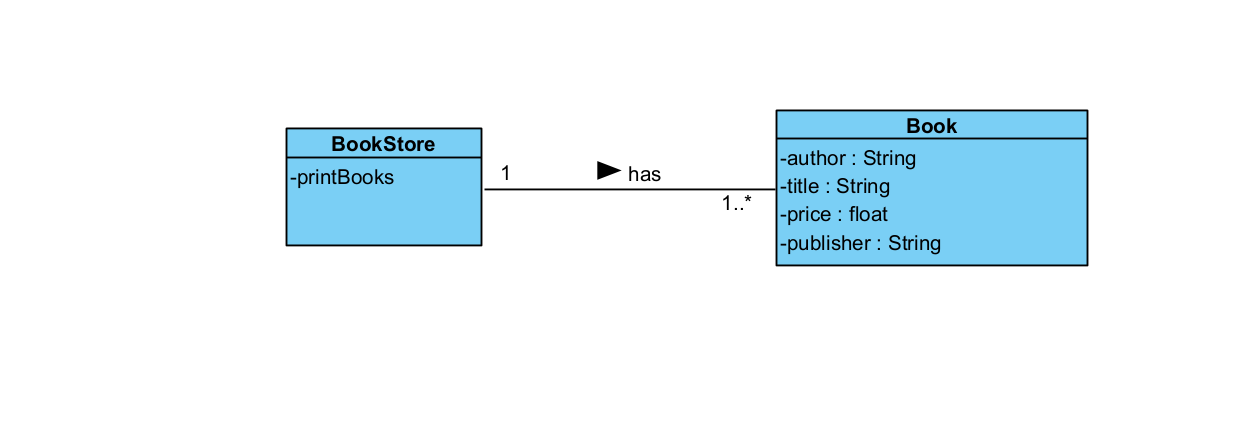 BookStore
-printBooks
1
has
1..*
Book
-author : String
-title : String
-price : float
-publisher : String